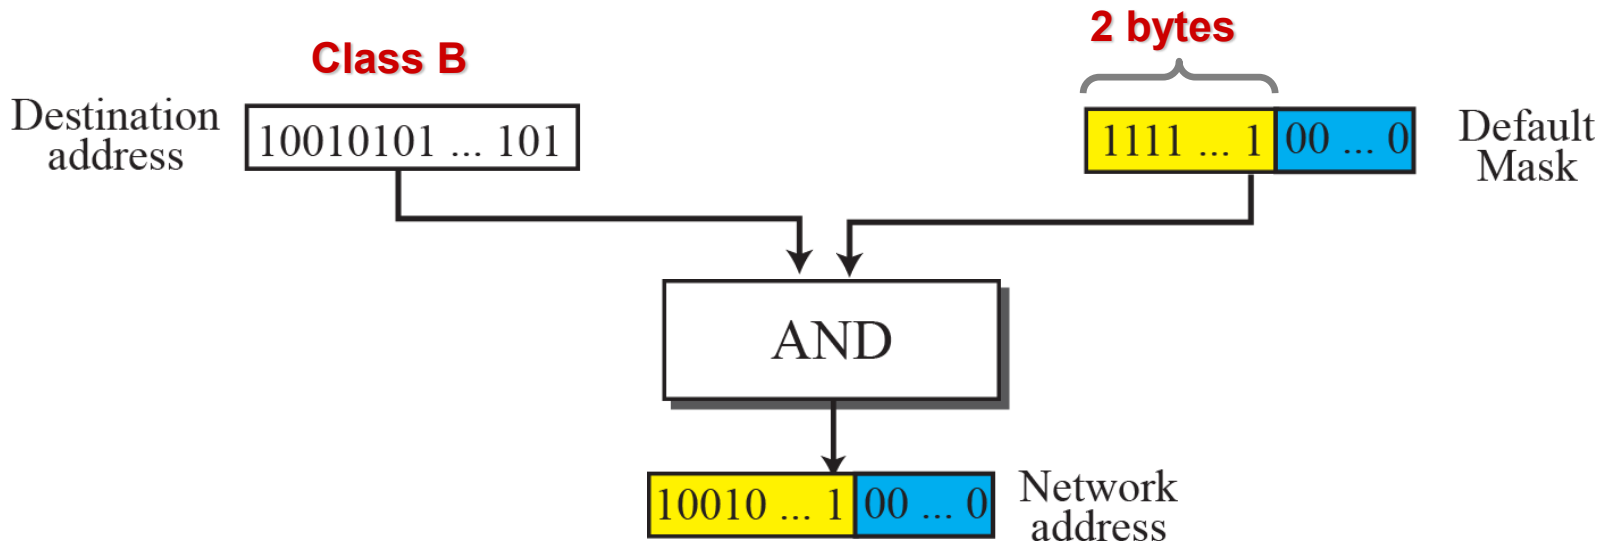 Class B
2 bytes
Destination
address
10010101 ... 101
1111 ... 1
00 ... 0
Default
Mask
AND
10010 ... 1
00 ... 0
Network
address